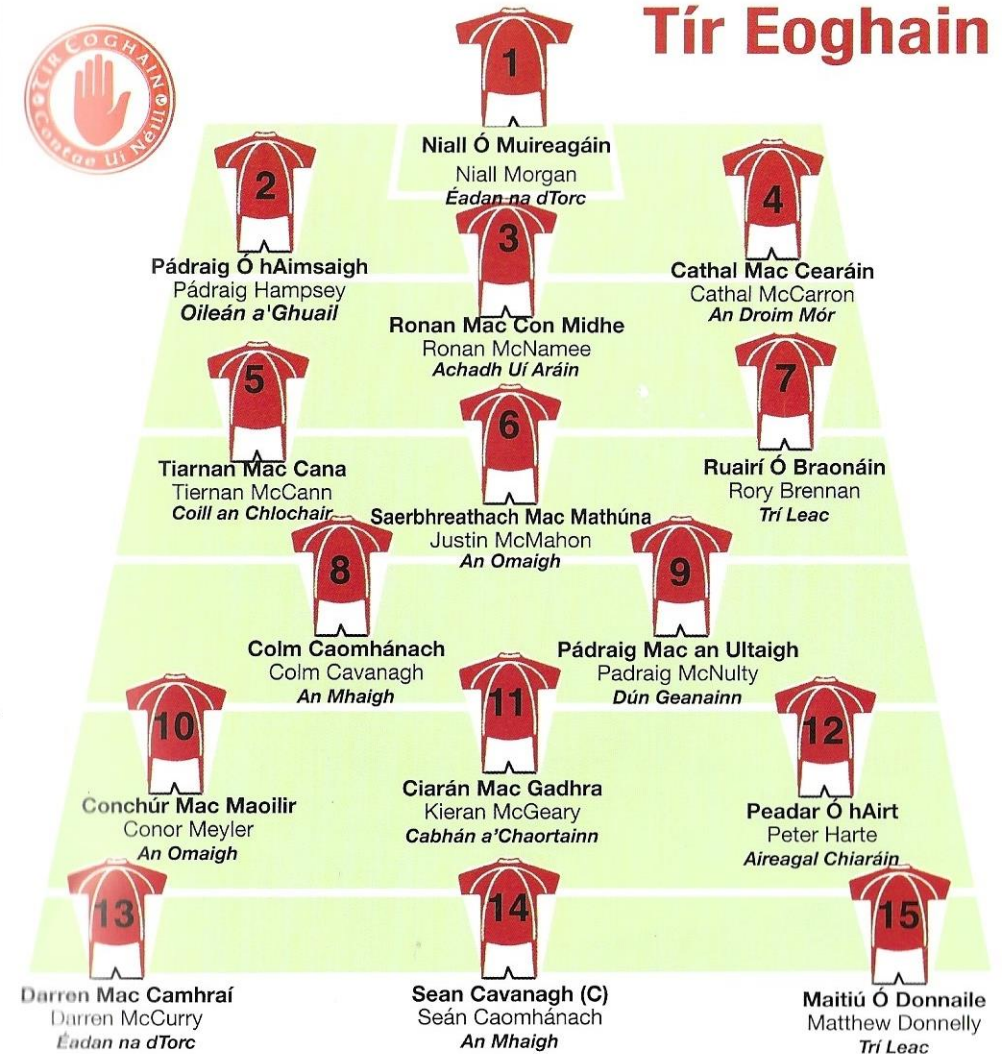 Tír Eoghain
TÍR EOGHAIN
Contae Uí Néill
1
Niall Ó Muireagáin
Niall Morgan
Éadan na dTorc
2
Pádraig Ó hAimsaigh
Pádraig Hampsey
Oileán a'Ghuail
3
Ronan Mac Con Midhe
Ronan McNamee
Achadh Uí Aráin
4
Cathal Mac Cearáin
Cathal McCarron
An Droim Mór
5
Tiarnan Mac Cana
Tiernan McCann
Coill an Chlochair
6
Saerbhreathach Mac Mathúna
Justin McMahon
An Omaigh
7
Ruairí Ó Braonáin
Rory Brennan
Trí Leac
8
Colm Caomhánach
Colm Cavanagh
An Mhaigh
9
Pádraig Mac an Ultaigh
Padraig McNulty
Dún Geanainn
10
Conchúr Mac Maoilir
Conor Meyler
An Omaigh
11
Ciarán Mac Gadhra
Kieran McGeary
Cabhán a’Chaortainn
12
Peadar Ó hAirt
Peter Harte
Aireagal Chiaráin
13
Darren Mac Camhraí
Darren McCurry
Éadan na dTorc
14
Sean Cavanagh (C)
Seán Caomhánach
An Mhaigh
15
Maitiú Ó Donnaile
Matthew Donnelly
Trí Leac